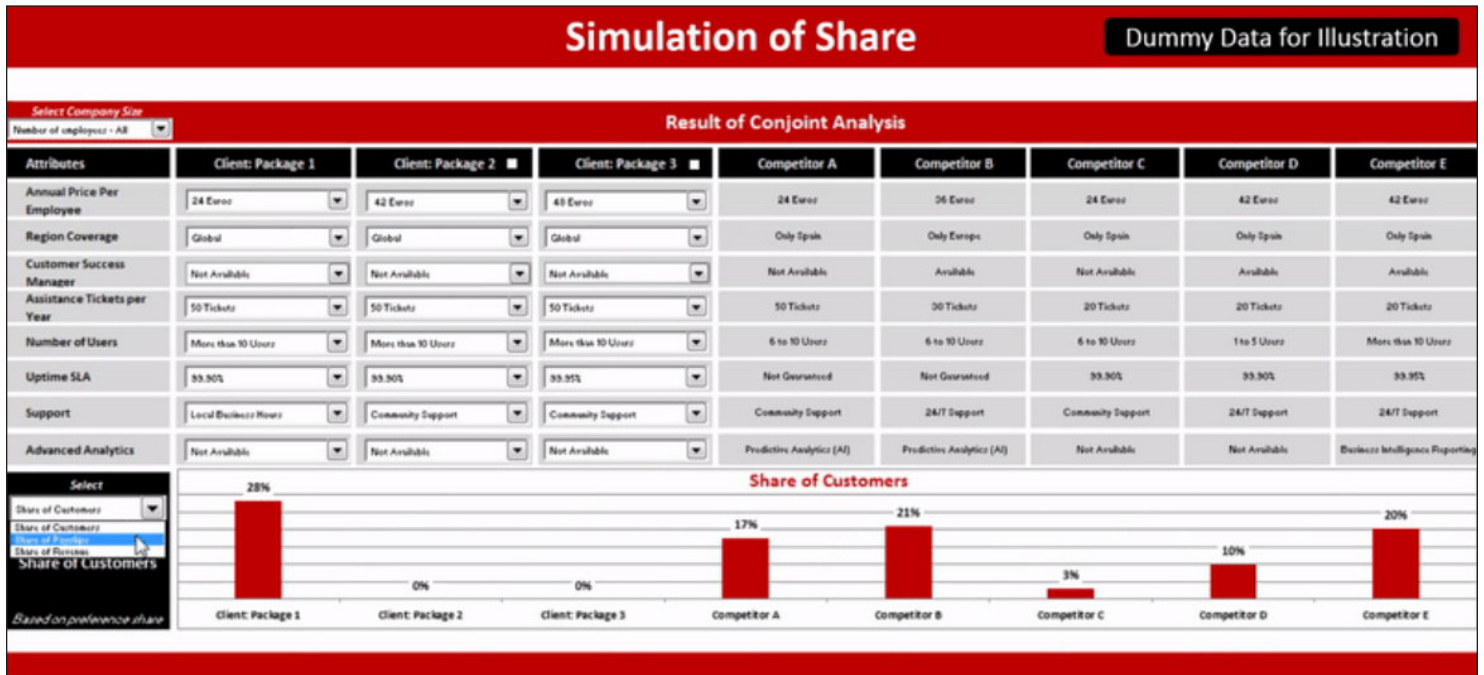 Simulation of Share
Dummy Data for Illustration
Select Company Size
Number of employees - All
Result of Conjoint Analysis
Attributes Client: Package 1 Client: Package 2 Client: Package 3 Competitor A Competitor B Competitor C Competitor D Competitor E
Annual Price Per Employee 24 Euros 42 Euros 48 Euros 24 Euros 36 Euros 24 Euros 42 Euros 42 Euros
Region Coverage Global Global Global Only Spain Only Europe Only Spain Only Spain Only Spain
Customer Success Manager Not Available Not Available Not Available Not Available Available Not Available Available Available
Assistance Tickets per Year 50 Tickets 50 Tickets 50 Tickets 50 Tickets 30 Tickets 20 Tickets 20 Tickets 20 Tickets
Number of Users More than 10 Users More than 10 Users More than 10 Users 6 to 10 Users 6 to 10 Users 6 to 10 Users 1 to 5 Users More than 10 Users
Uptime SLA 99.90% 99.90% 99.95% Not Guaranteed Not Guaranteed 99.90% 99.90% 99.95%
Support Local Business Hours Community Support Community Support Community Support 24/7 Support Community Support 24/7 Support 24/7 Support
Advanced Analytics Not Available Not Available Not Available Predictive Analytics (AI) Predictive Analytics (AI) Not Available Not Available Business Intelligence Reporting
Select
Share of Customers
Share of Customers
Share of
Share of Revenue
Share of Customers
Based on preference share
Share of Customers
28% 0% 0% 17% 21% 3% 10% 20%
Client: Package 1 Client: Package 2 Client: Package 3 Competitor A Competitor B Competitor C Competitor D Competitor E